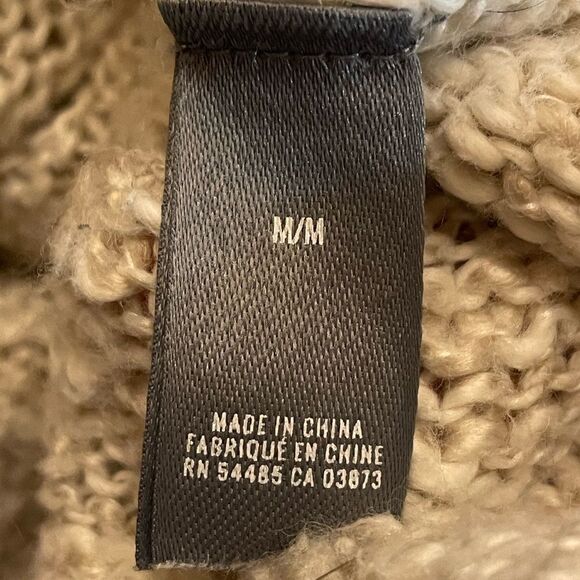 M/M
MADE IN CHINA
FABRIQUÉ EN CHINE
RN 54485 CA 03873